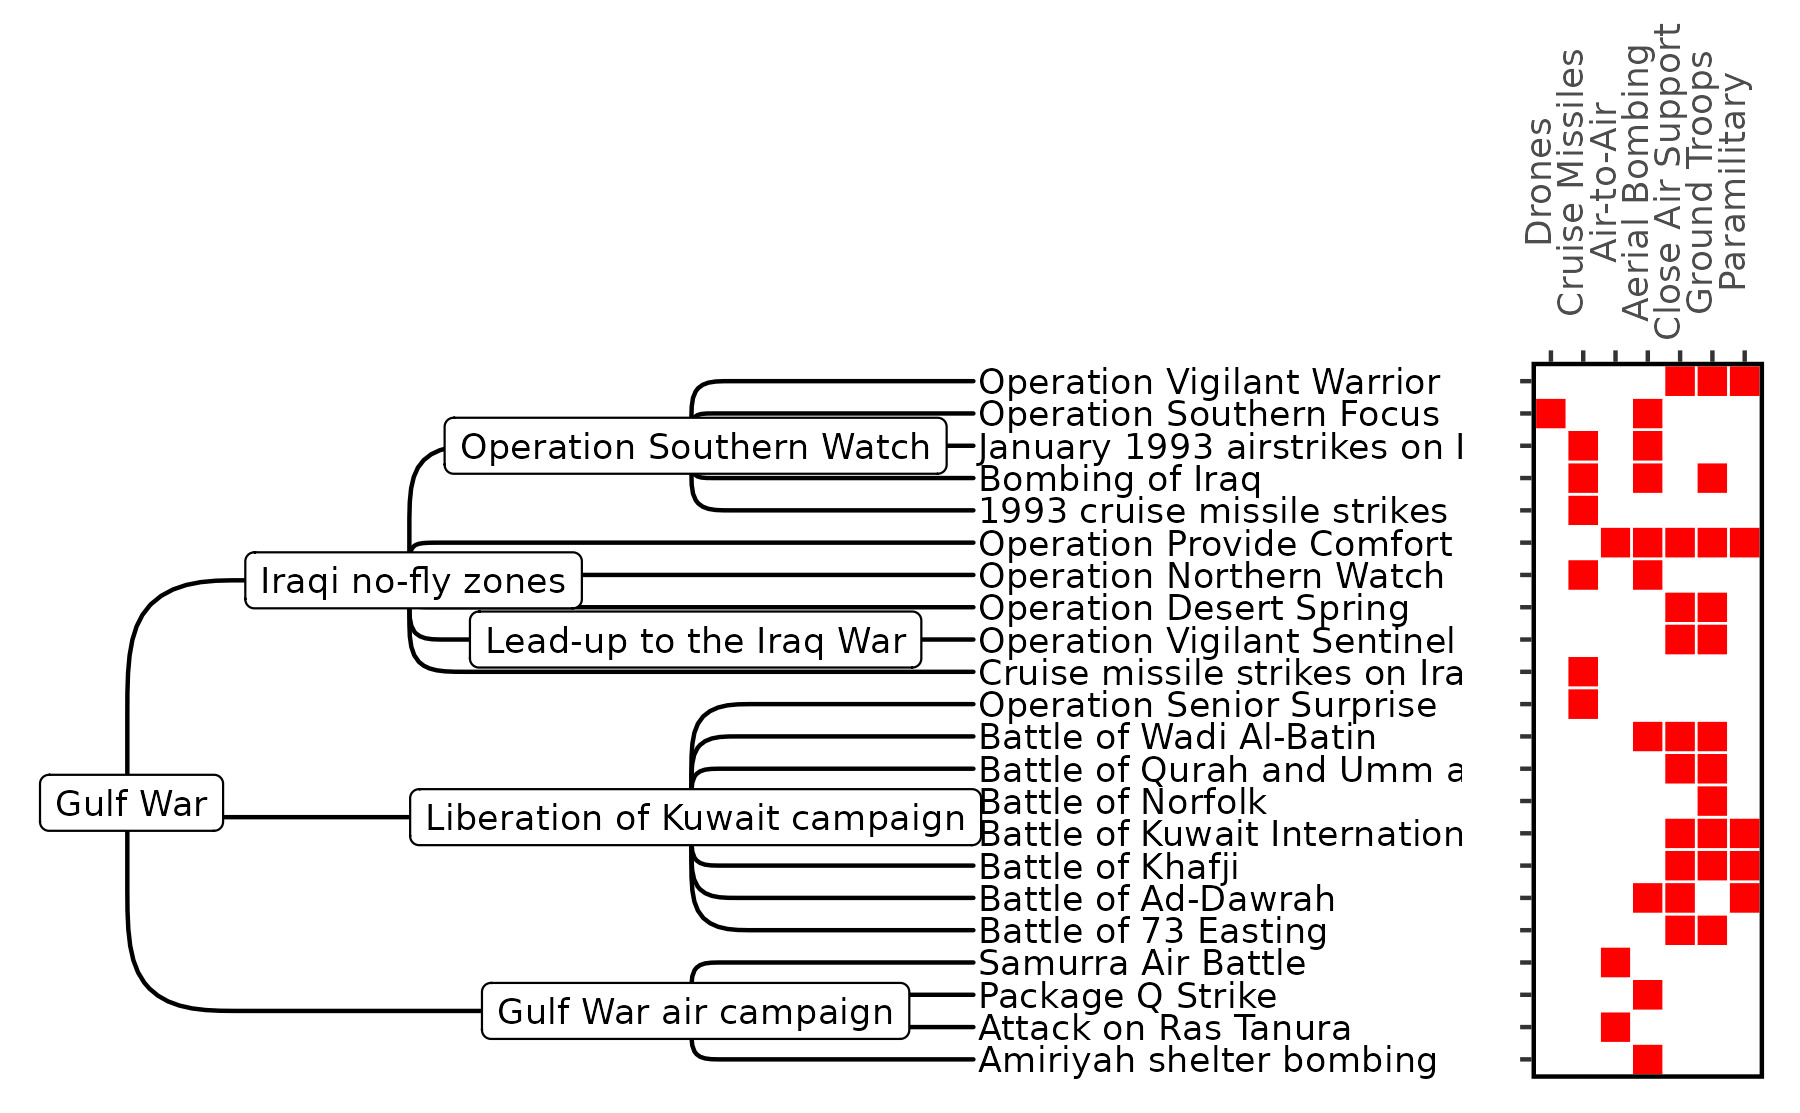 Drones
Cruise Missiles
Air-to-Air
Aerial Bombing
Close Air Support
Ground Troops
Paramilitary
Operation Vigilant Warrior
Operation Southern Focus
Operation Southern Watch
January 1993 airstrikes on I
Bombing of Iraq
1993 cruise missile strikes
Operation Provide Comfort
Iraqi no-fly zones
Operation Northern Watch
Operation Desert Spring
Lead-up to the Iraq War
Operation Vigilant Sentinel
Cruise missile strikes on Ira
Operation Senior Surprise
Battle of Wadi Al-Batin
Battle of Qurah and Umm a
Gulf War
Battle of Norfolk
Liberation of Kuwait campaign
Battle of Kuwait Internation
Battle of Khafji
Battle of Ad-Dawrah
Battle of 73 Easting
Samurra Air Battle
Package Q Strike
Gulf War air campaign
Attack on Ras Tanura
Amiriyah shelter bombing